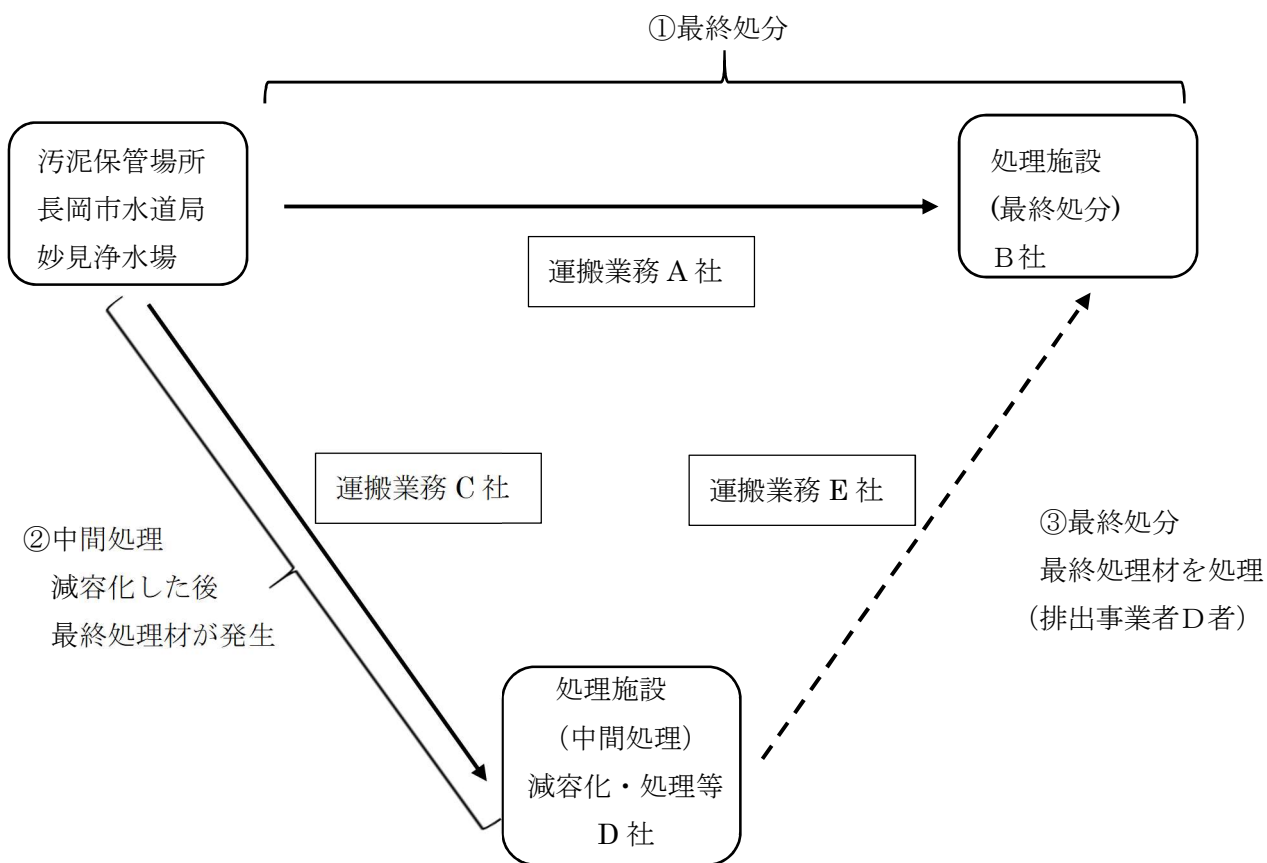 ①最終処分
汚泥保管場所
長岡市水道局
妙見浄水場
処理施設
(最終処分)
B社
運搬業務 A 社
運搬業務 C 社
運搬業務 E 社
②中間処理
減容化した後
最終処理材が発生
③最終処分
最終処理材を処理
(排出事業者D者)
処理施設
(中間処理)
減容化・処理等
D 社